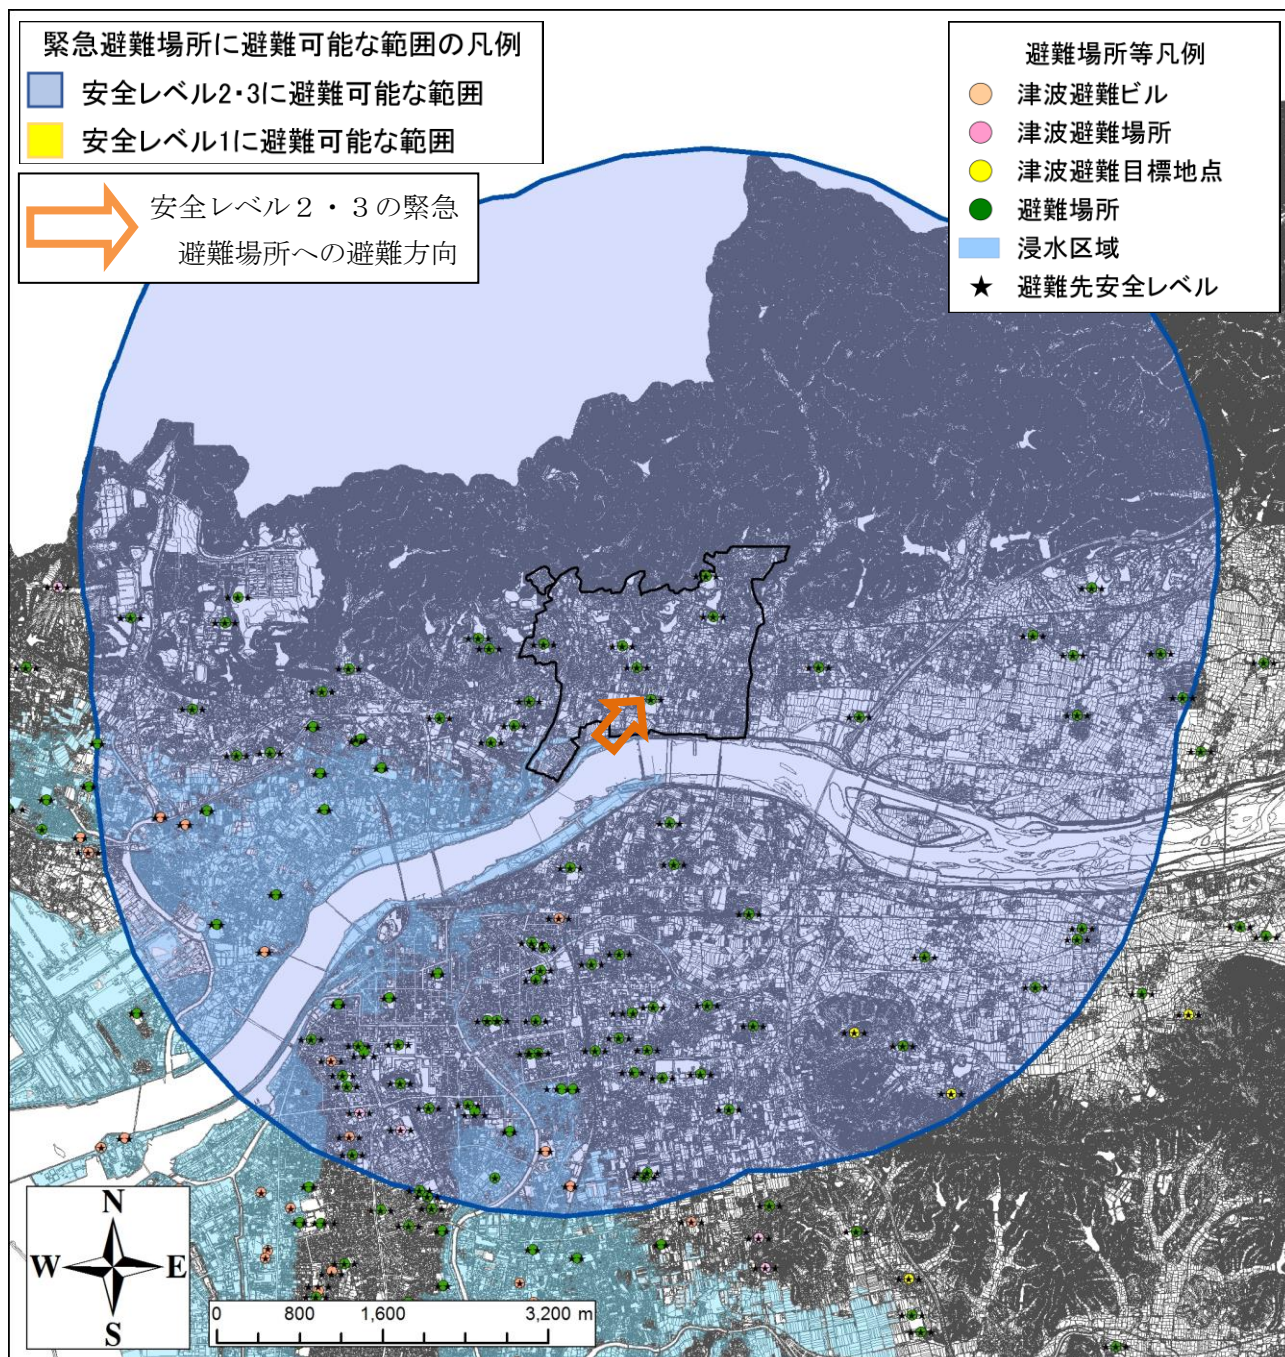 緊急避難場所に避難可能な範囲の凡例
安全レベル2・3に避難可能な範囲
安全レベル1に避難可能な範囲
安全レベル2・3の緊急
避難場所への避難方向
避難場所等凡例
津波避難ビル
津波避難場所
津波避難目標地点
避難場所
浸水区域
避難先安全レベル
N
W E
S
0 800 1,600 3,200 m